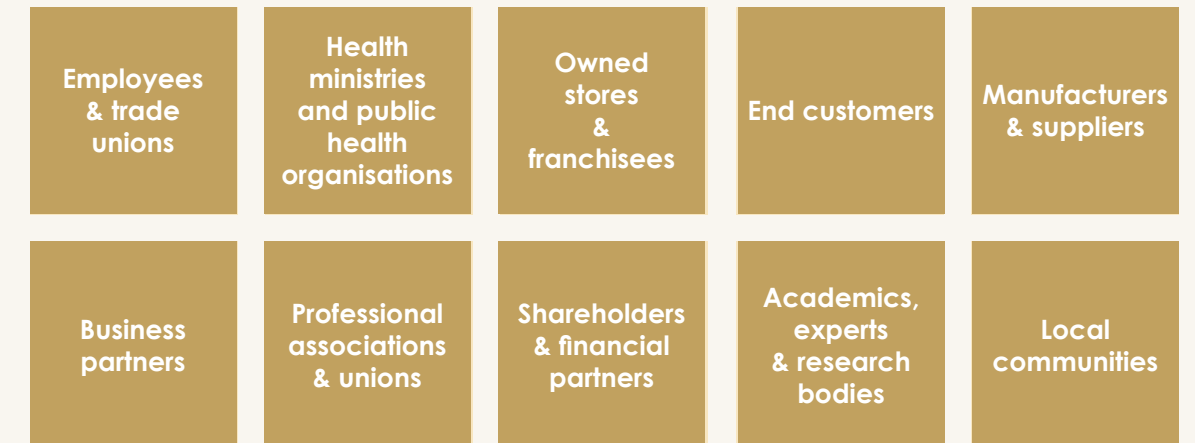 Employees
& trade
unions
Health
ministries
and public
health
organisations
Owned
stores
&
franchisees
End customers
Manufacturers
& suppliers
Business
partners
Professional
associations
& unions
Shareholders
& financial
partners
Academics,
experts
& research
bodies
Local
communities